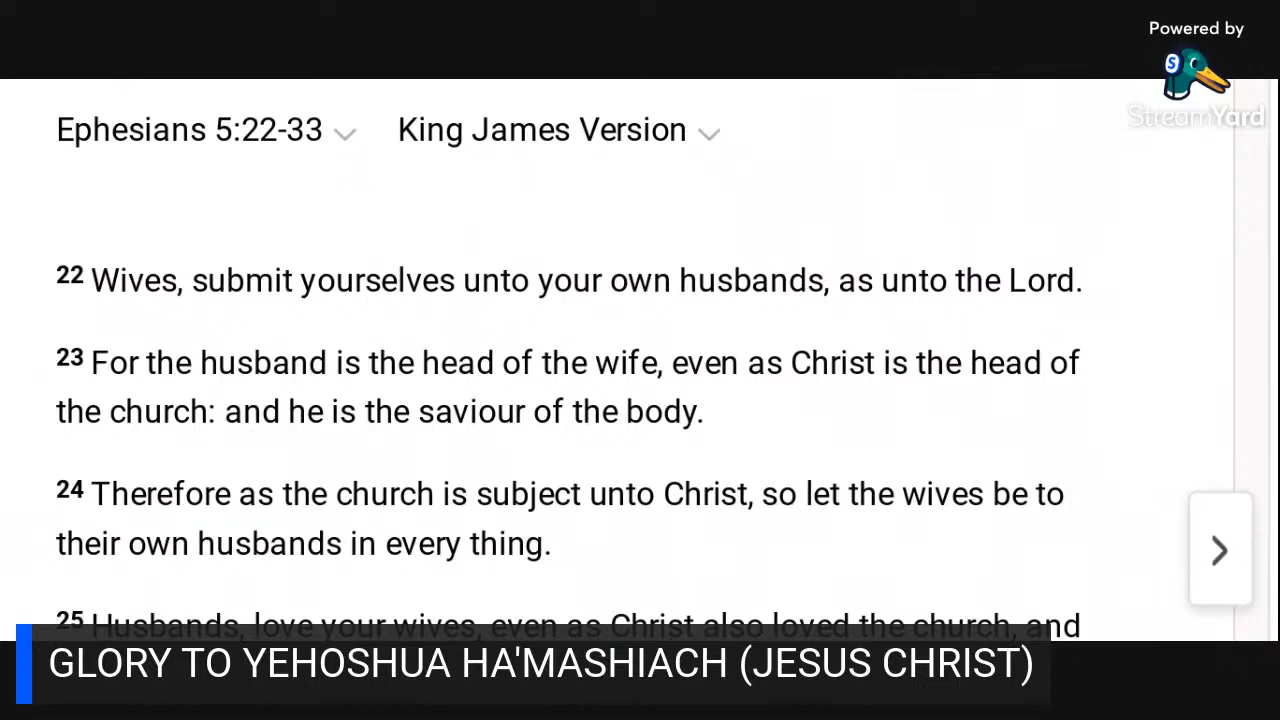 Powered by
S
StreamYard
Ephesians 5:22-33 King James Version
22 Wives, submit yourselves unto your own husbands, as unto the Lord.
23 For the husband is the head of the wife, even as Christ is the head of
the church: and he is the saviour of the body.
24 Therefore as the church is subject unto Christ, so let the wives be to
their own husbands in every thing.
25 Husbands, love your wives, even as Christ also loved the church, and
GLORY TO YEHOSHUA HA'MASHIACH (JESUS CHRIST)